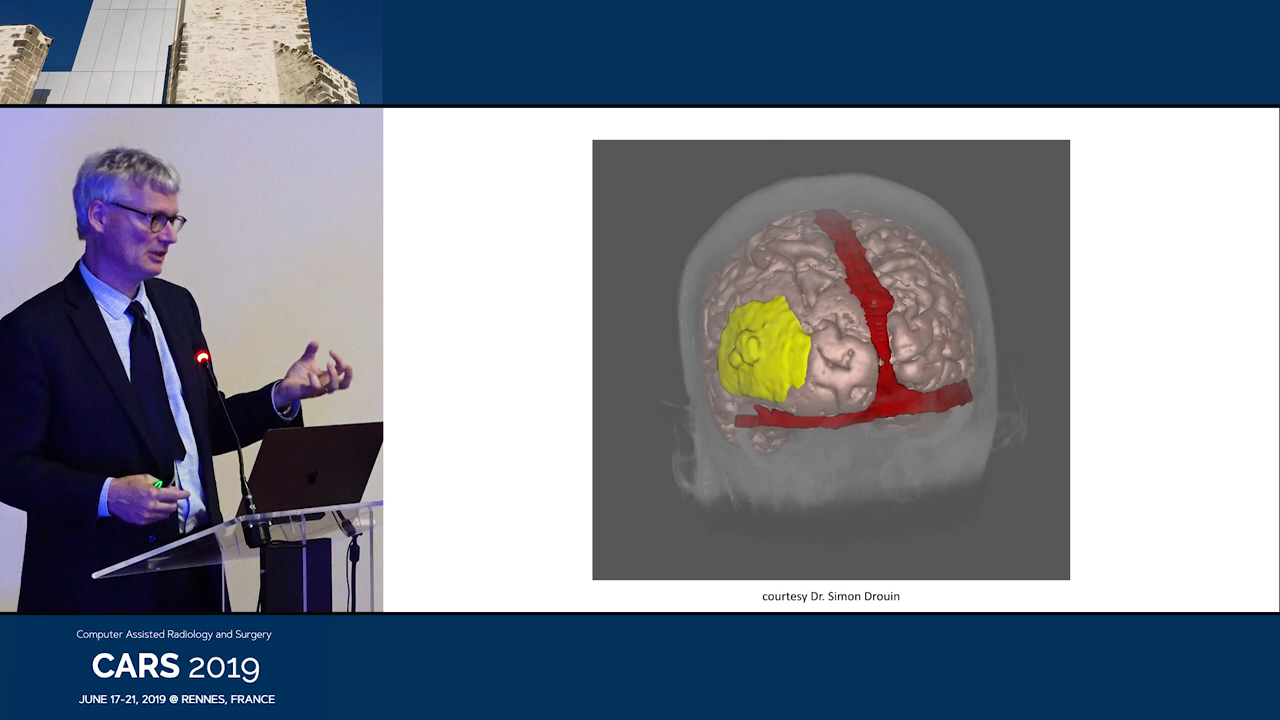 courtesy Dr. Simon Drouin
Computer Assisted Radiology and Surgery
CARS 2019
JUNE 17-21, 2019 @ RENNES, FRANCE